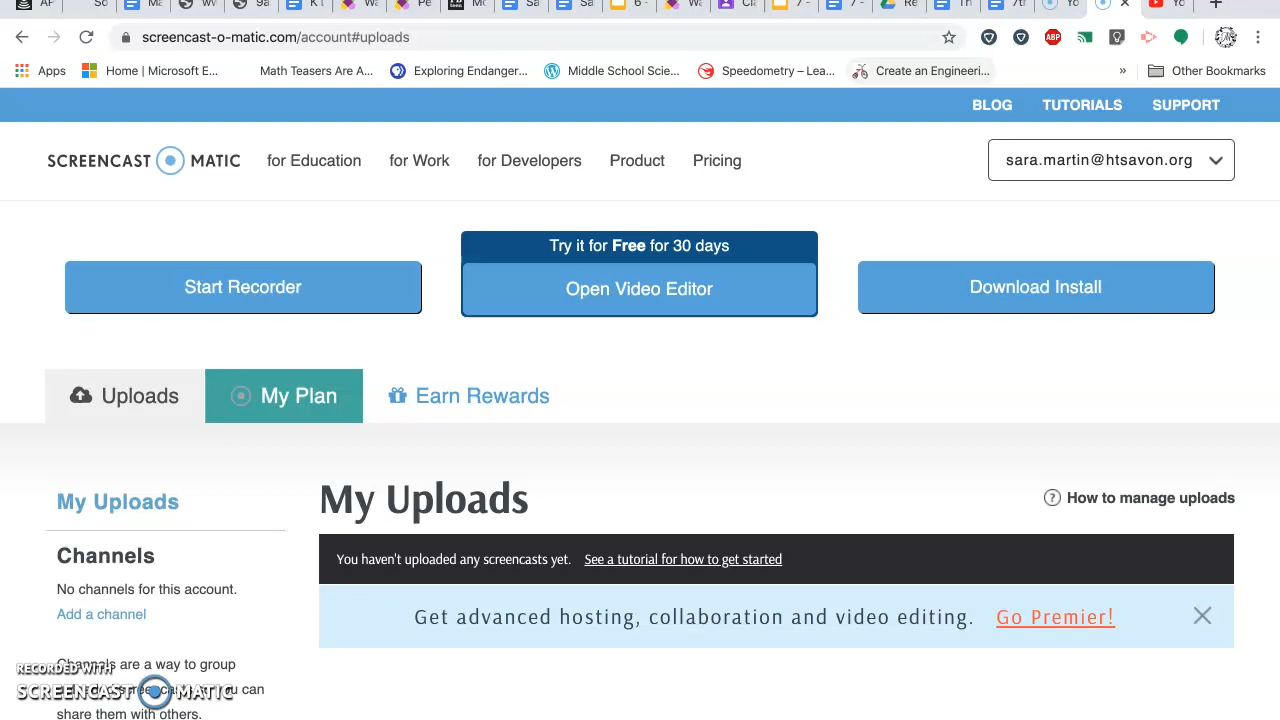 screencast-o-matic.com/account#uploads
Apps Home | Microsoft E... Math Teasers Are A... Exploring Endanger... Middle School Scie... Speedometry – Lea... Create an Engineeri... » Other Bookmarks
BLOG TUTORIALS SUPPORT
SCREENCAST MATIC for Education for Work for Developers Product Pricing sara.martin@htsavon.org
Try it for Free for 30 days
Start Recorder Open Video Editor Download Install
Uploads My Plan Earn Rewards
My Uploads
My Uploads How to manage uploads
You haven't uploaded any screencasts yet. See a tutorial for how to get started
Channels
No channels for this account.
Add a channel
Get advanced hosting, collaboration and video editing. Go Premier!
Channels are a way to group
RECORDED WITH
SCREENCAST MATIC
share them with others.